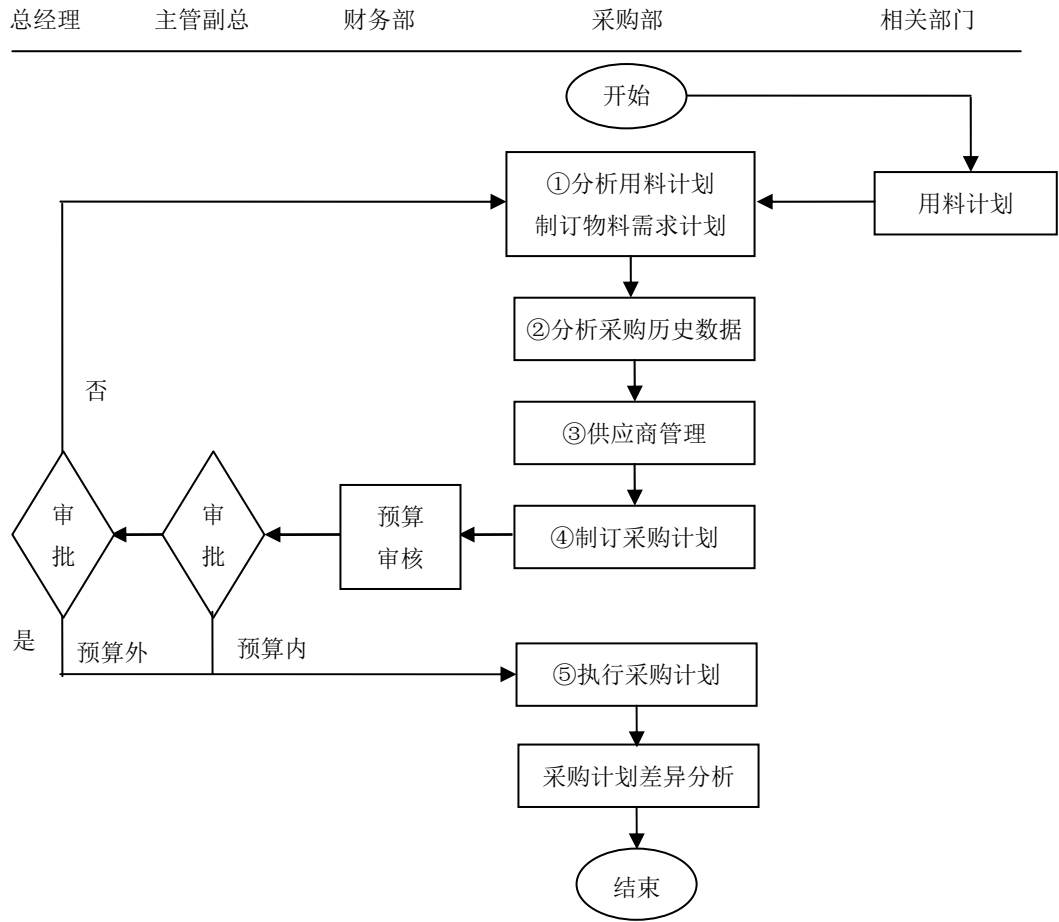 总经理 主管副总 财务部 采购部 相关部门
开始
①分析用料计划
制订物料需求计划
用料计划
②分析采购历史数据
否
③供应商管理
审
批
审
批
预算
审核
④制订采购计划
是
预算外
预算内
⑤执行采购计划
采购计划差异分析
结束